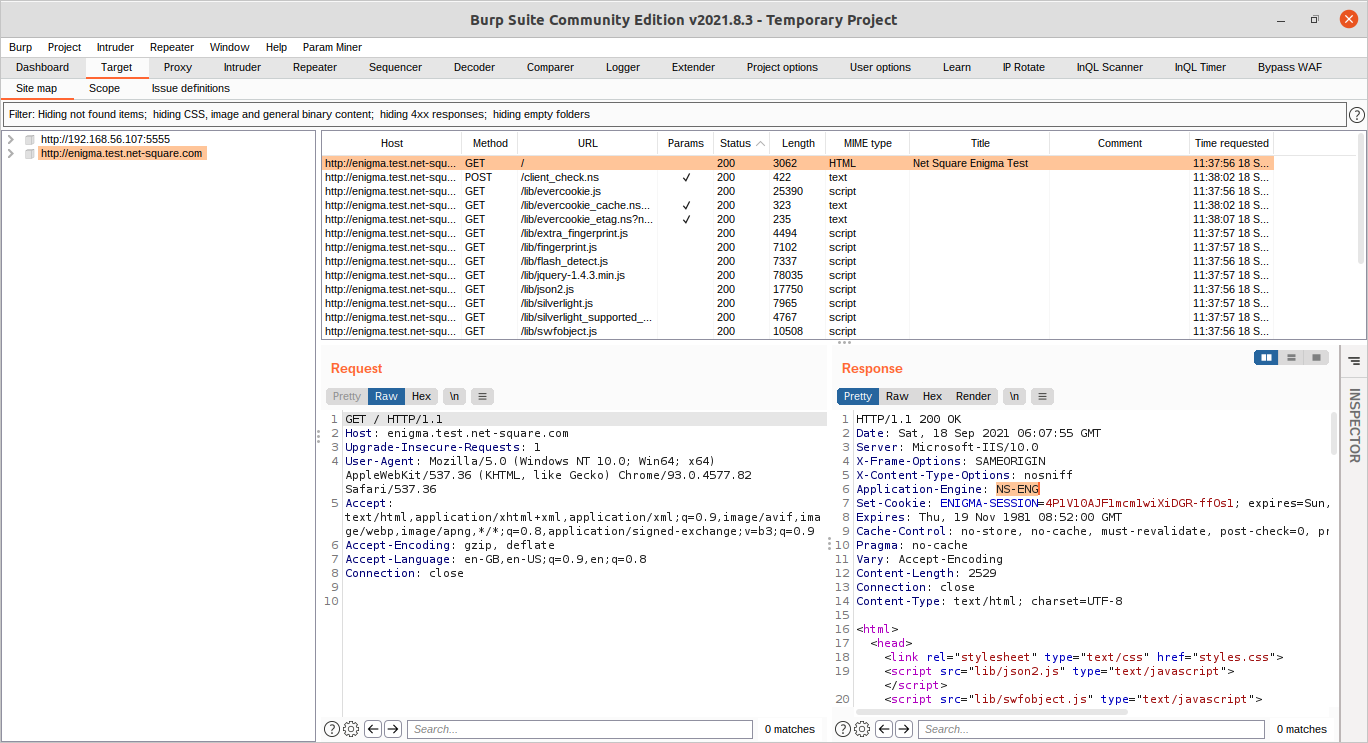 Burp Suite Community Edition v2021.8.3 - Temporary Project
Burp Project Intruder Repeater Window Help Param Miner
Dashboard Target Proxy Intruder Repeater Sequencer Decoder Comparer Logger Extender Project options User options Learn IP Rotate InQL Scanner InQL Timer Bypass WAF
Site map Scope Issue definitions
Filter: Hiding not found items; hiding CSS, image and general binary content; hiding 4xx responses; hiding empty folders
http://192.168.56.107:5555
http://enigma.test.net-square.com
Host Method URL Params Status Length MIME type Title Comment Time requested
http://enigma.test.net-squ... GET / 200 3062 HTML Net Square Enigma Test 11:37:56 18 S...
http://enigma.test.net-squ... POST /client_check.ns ✓ 200 422 text 11:38:02 18 S...
http://enigma.test.net-squ... GET /lib/evercookie.js 200 25390 script 11:37:56 18 S...
http://enigma.test.net-squ... GET /lib/evercookie_cache.ns... ✓ 200 323 text 11:38:02 18 S...
http://enigma.test.net-squ... GET /lib/evercookie_etag.ns?n... ✓ 200 235 text 11:38:07 18 S...
http://enigma.test.net-squ... GET /lib/extra_fingerprint.js 200 4494 script 11:37:57 18 S...
http://enigma.test.net-squ... GET /lib/fingerprint.js 200 7102 script 11:37:57 18 S...
http://enigma.test.net-squ... GET /lib/flash_detect.js 200 7337 script 11:37:56 18 S...
http://enigma.test.net-squ... GET /lib/jquery-1.4.3.min.js 200 78035 script 11:37:57 18 S...
http://enigma.test.net-squ... GET /lib/json2.js 200 17750 script 11:37:56 18 S...
http://enigma.test.net-squ... GET /lib/silverlight.js 200 7965 script 11:37:57 18 S...
http://enigma.test.net-squ... GET /lib/silverlight_supported_... 200 4767 script 11:37:56 18 S...
http://enigma.test.net-squ... GET /lib/swfobject.js 200 10508 script 11:37:56 18 S...
Request
Pretty Raw Hex \n
1 GET / HTTP/1.1
2 Host: enigma.test.net-square.com
3 Upgrade-Insecure-Requests: 1
4 User-Agent: Mozilla/5.0 (Windows NT 10.0; Win64; x64)
AppleWebKit/537.36 (KHTML, like Gecko) Chrome/93.0.4577.82
Safari/537.36
5 Accept:
text/html,application/xhtml+xml,application/xml;q=0.9,image/avif,ima
ge/webp,image/apng,*/*;q=0.8,application/signed-exchange;v=b3;q=0.9
6 Accept-Encoding: gzip, deflate
7 Accept-Language: en-GB,en-US;q=0.9,en;q=0.8
8 Connection: close
9
10
Search... 0 matches
Response
Pretty Raw Hex Render \n
1 HTTP/1.1 200 OK
2 Date: Sat, 18 Sep 2021 06:07:55 GMT
3 Server: Microsoft-IIS/10.0
4 X-Frame-Options: SAMEORIGIN
5 X-Content-Type-Options: nosniff
6 Application-Engine: NS-ENG
7 Set-Cookie: ENIGMA-SESSION=4PlVl0AJFlmcmlwiXiDGR-ff0s1; expires=Sun,
8 Expires: Thu, 19 Nov 1981 08:52:00 GMT
9 Cache-Control: no-store, no-cache, must-revalidate, post-check=0, pr
10 Pragma: no-cache
11 Vary: Accept-Encoding
12 Content-Length: 2529
13 Connection: close
14 Content-Type: text/html; charset=UTF-8
15
16 <html>
17 <head>
18 <link rel="stylesheet" type="text/css" href="styles.css">
19 <script src="lib/json2.js" type="text/javascript">
</script>
20 <script src="lib/swfobject.js" type="text/javascript">
Search... 0 matches
INSPECTOR